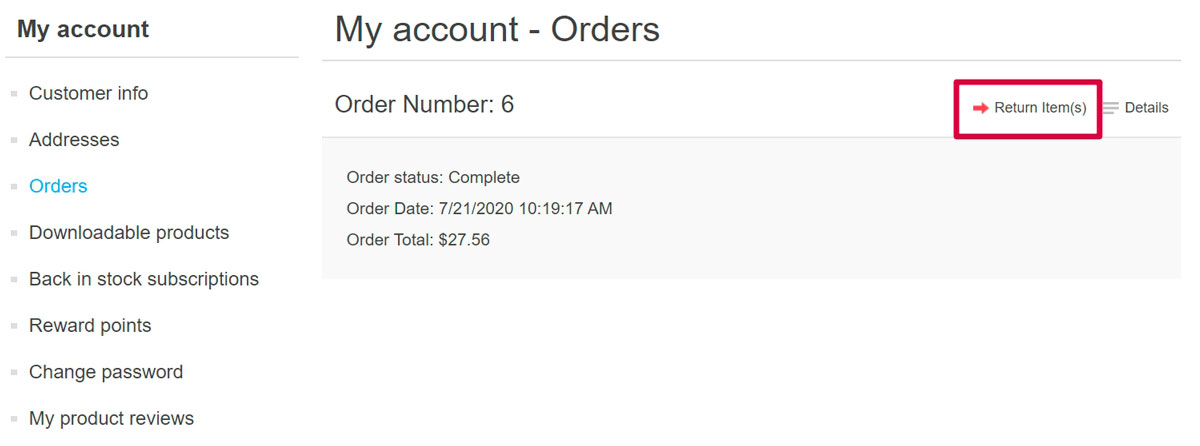 My account
Customer info
Addresses
Orders
Downloadable products
Back in stock subscriptions
Reward points
Change password
My product reviews
My account - Orders
Order Number: 6
Return Item(s)
Details
Order status: Complete
Order Date: 7/21/2020 10:19:17 AM
Order Total: $27.56